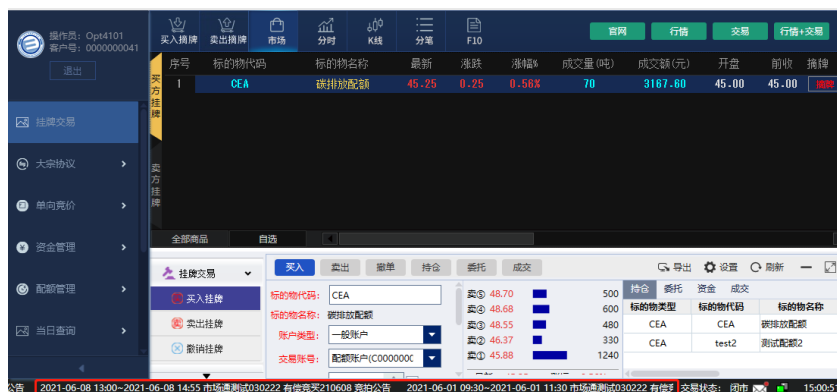 操作员: Opt4101
客户号: 0000000041
退出
挂牌交易
大宗协议
单向竞价
资金管理
配额管理
当日查询
买入摘牌 卖出摘牌 市场 分时 K线 分笔 F10
官网 行情 交易 行情+交易
买方挂牌
卖方挂牌
序号 标的物代码 标的物名称 最新 涨跌 涨幅% 成交量(吨) 成交额(元) 开盘 前收 摘牌
1 CEA 碳排放配额 45.25 0.25 0.56% 70 3167.60 45.00 45.00 摘牌
全部商品 自选
挂牌交易
买入挂牌
卖出挂牌
撤销挂牌
买入 卖出 撤单 持仓 委托 成交
导出 设置 刷新
标的物代码: CEA
标的物名称: 碳排放配额
账户类型: 一般账户
交易账号: 配额账户(C000000C
卖⑤ 48.70 500
卖④ 48.68 600
卖③ 48.55 480
卖② 46.37 330
卖① 45.88 1240
持仓 委托 资金 成交
标的物类型 标的物代码 标的物名称
CEA CEA 碳排放配额
CEA test2 测试配额2
公告 2021-06-08 13:00~2021-06-08 14:55 市场通测试030222 有偿竞买210608 竞拍公告 2021-06-01 09:30~2021-06-01 11:30 市场通测试030222 有偿 交易状态: 闭市 15:00:5